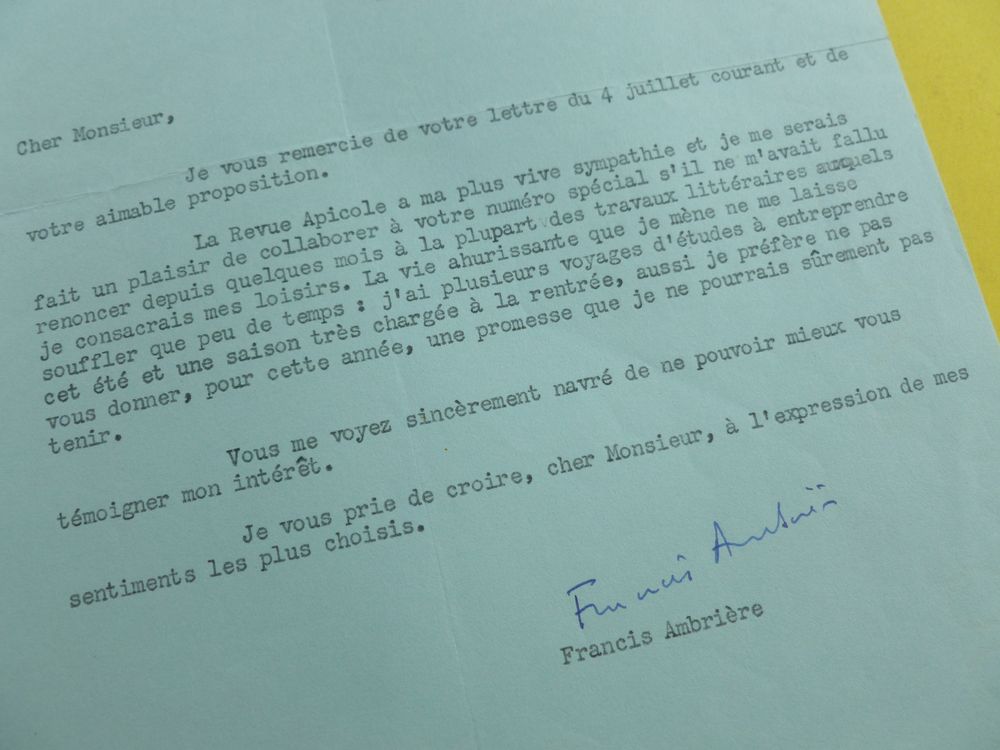 Cher Monsieur,
Je vous remercie de votre lettre du 4 juillet courant et de
votre aimable proposition.
La Revue Apicole a ma plus vive sympathie et je me serais
fait un plaisir de collaborer à votre numéro spécial s'il ne m'avait fallu
renoncer depuis quelques mois à la plupart des travaux littéraires auxquels
je consacrais mes loisirs. La vie ahurissante que je mène ne me laisse
souffler que peu de temps : j'ai plusieurs voyages d'études à entreprendre
cet été et une saison très chargée à la rentrée, aussi je préfère ne pas
vous donner, pour cette année, une promesse que je ne pourrais sûrement pas
tenir.
Vous me voyez sincèrement navré de ne pouvoir mieux vous
témoigner mon intérêt.
Je vous prie de croire, cher Monsieur, à l'expression de mes
sentiments les plus choisis.
Francis Ambrière
Francis Ambrière